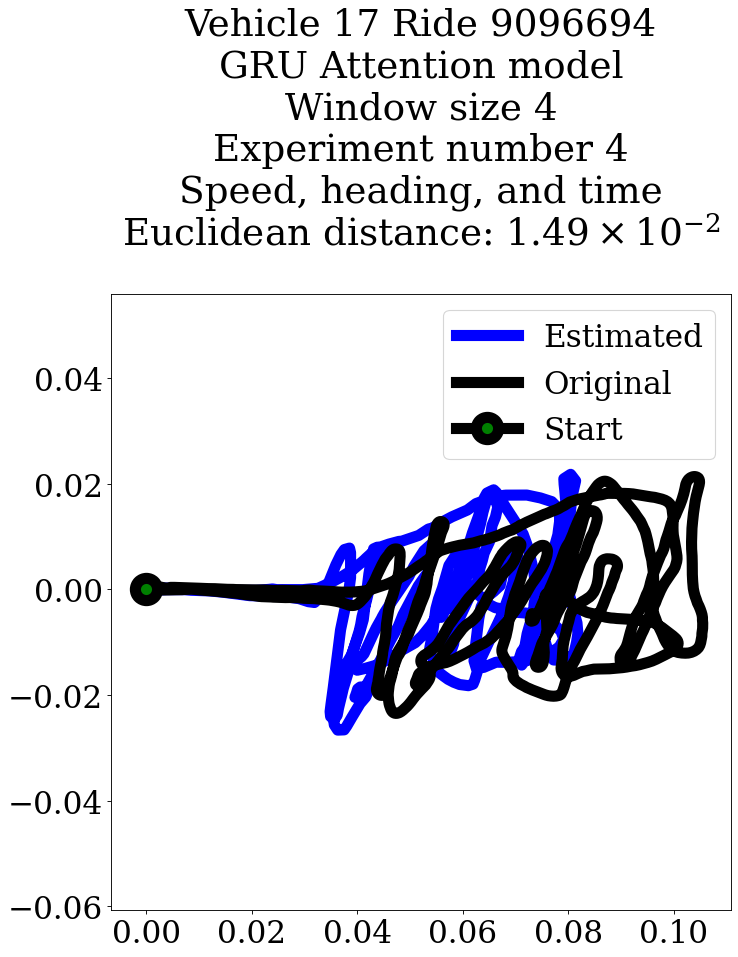 Vehicle 17 Ride 9096694
GRU Attention model
Window size 4
Experiment number 4
Speed, heading, and time
Euclidean distance: 1.49 × 10⁻²
Estimated
Original
Start
0.04
0.02
0.00
−0.02
−0.04
−0.06
0.00 0.02 0.04 0.06 0.08 0.10